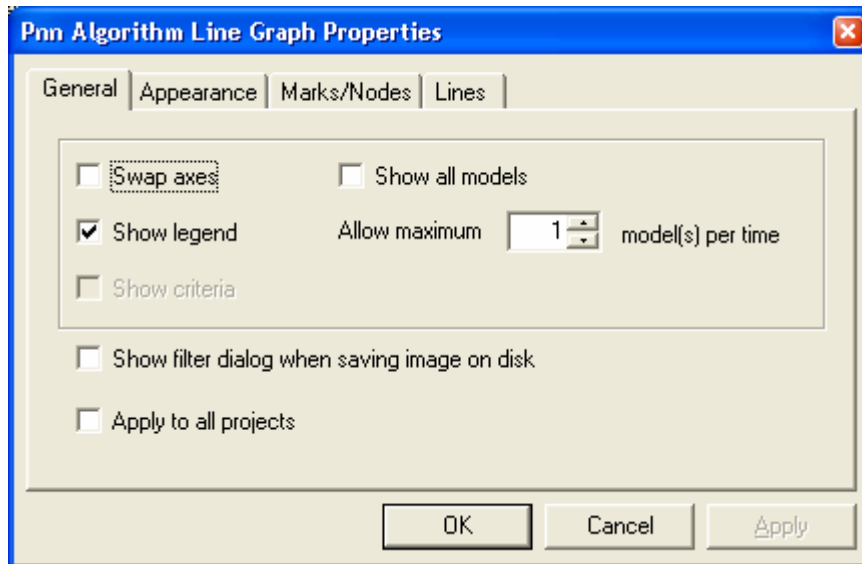 Pnn Algorithm Line Graph Properties
General Appearance Marks/Nodes Lines
Swap axes Show all models
Show legend Allow maximum 1 model(s) per time
Show criteria
Show filter dialog when saving image on disk
Apply to all projects
OK Cancel Apply